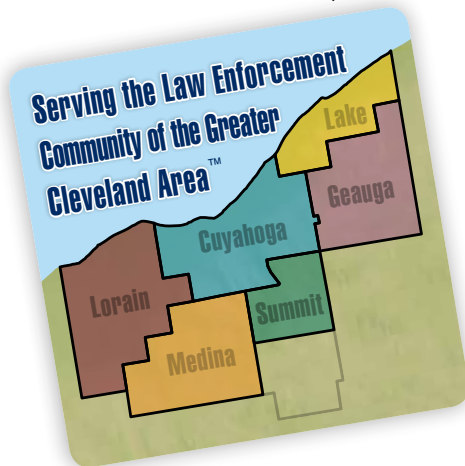 Serving the Law Enforcement
Community of the Greater
Cleveland Area™
Lake
Geauga
Cuyahoga
Lorain
Summit
Medina